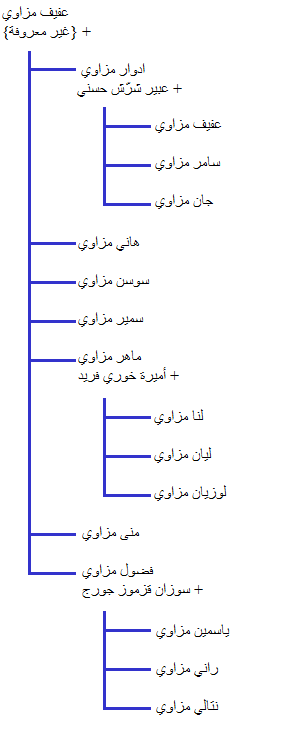 عفيف مزاوي
+ {غير معروفة}
ادوار مزاوي
+ عبير شرّش حسني
عفيف مزاوي
سامر مزاوي
جان مزاوي
هاني مزاوي
سوسن مزاوي
سمير مزاوي
ماهر مزاوي
+ أميرة خوري فريد
لنا مزاوي
ليان مزاوي
لوزيان مزاوي
منى مزاوي
فضول مزاوي
+ سوزان قزموز جورج
ياسمين مزاوي
راني مزاوي
نتالي مزاوي